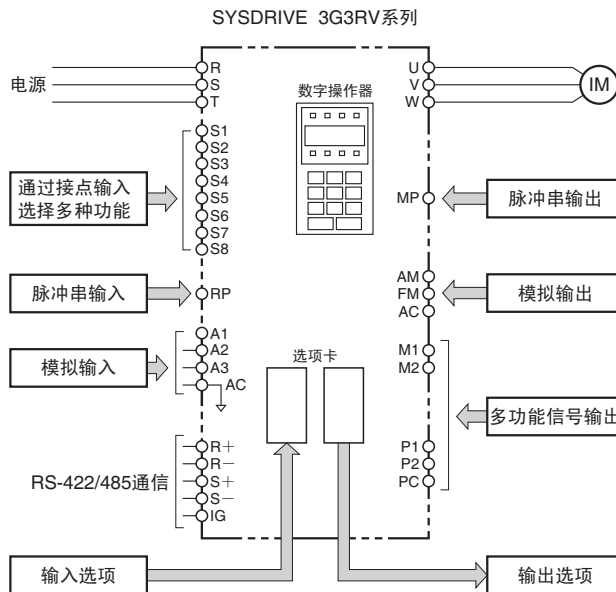 SYSDRIVE 3G3RV系列
电源
R
S
T
数字操作器
U
V
W
IM
S1
S2
S3
S4
S5
S6
S7
S8
通过接点输入
选择多种功能
MP
脉冲串输出
脉冲串输入
RP
AM
FM
AC
模拟输出
模拟输入
A1
A2
A3
AC
选项卡
M1
M2
多功能信号输出
P1
P2
PC
RS-422/485通信
R+
R-
S+
S-
IG
输入选项
输出选项